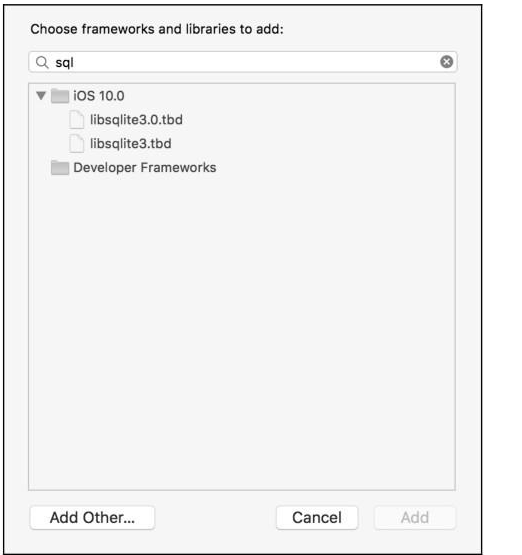 Choose frameworks and libraries to add:
sql
iOS 10.0
libsqlite3.0.tbd
libsqlite3.tbd
Developer Frameworks
Add Other... Cancel Add